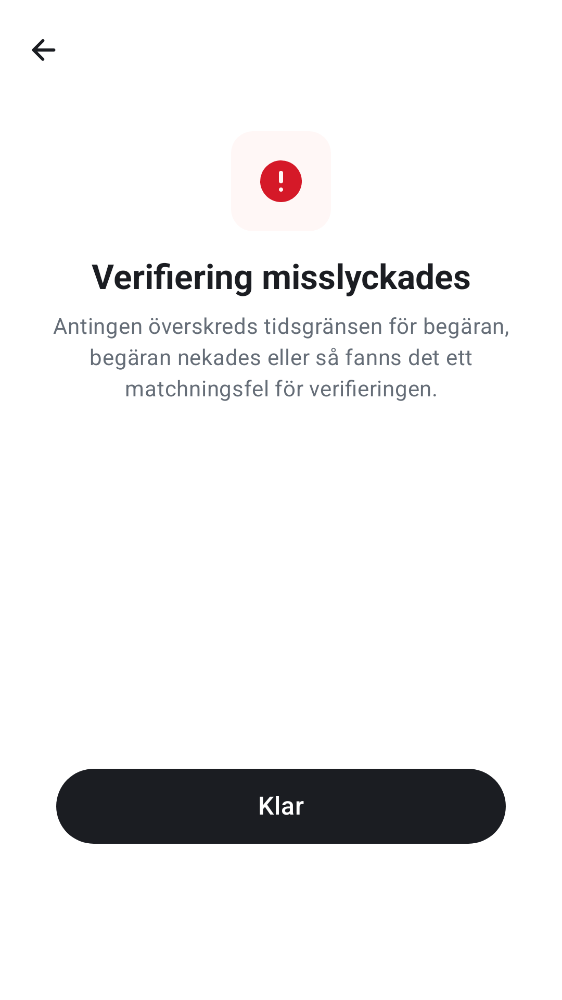 Verifiering misslyckades
Antingen överskreds tidsgränsen för begäran,
begäran nekades eller så fanns det ett
matchningsfel för verifieringen.
Klar